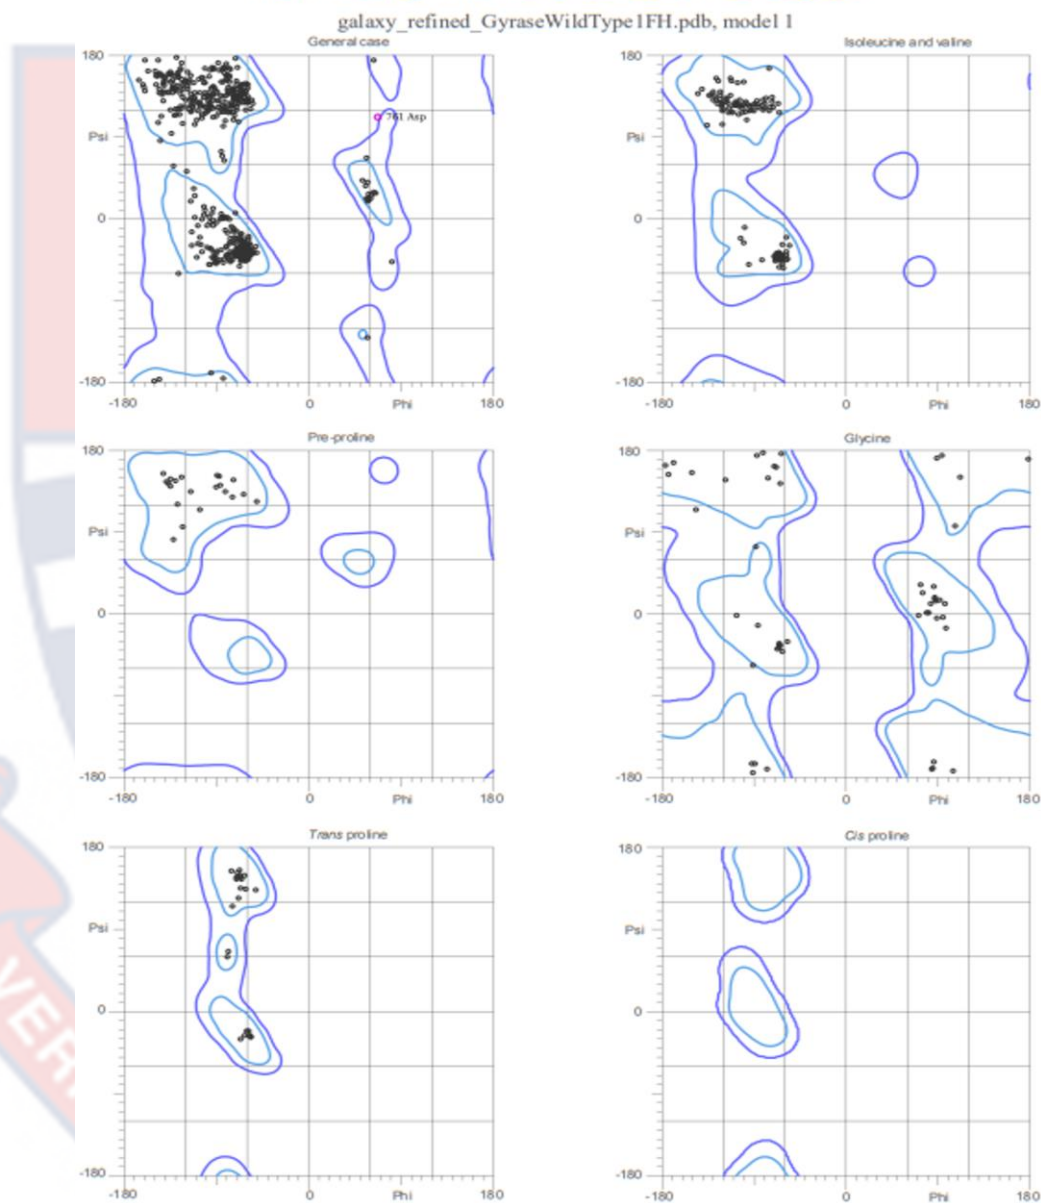 galaxy_refined_GyraseWildType1FH.pdb, model 1
General case
180
Psi
0
-180
-180
0
Phi
180
761 Asp
Isoleucine and valine
180
Psi
0
-180
-180
0
Phi
180
Pre-proline
180
Psi
0
-180
-180
0
Phi
180
Glycine
180
Psi
0
-180
-180
0
Phi
180
Trans proline
180
Psi
0
-180
-180
0
Phi
180
Cis proline
180
Psi
0
-180
-180
0
Phi
180
VER